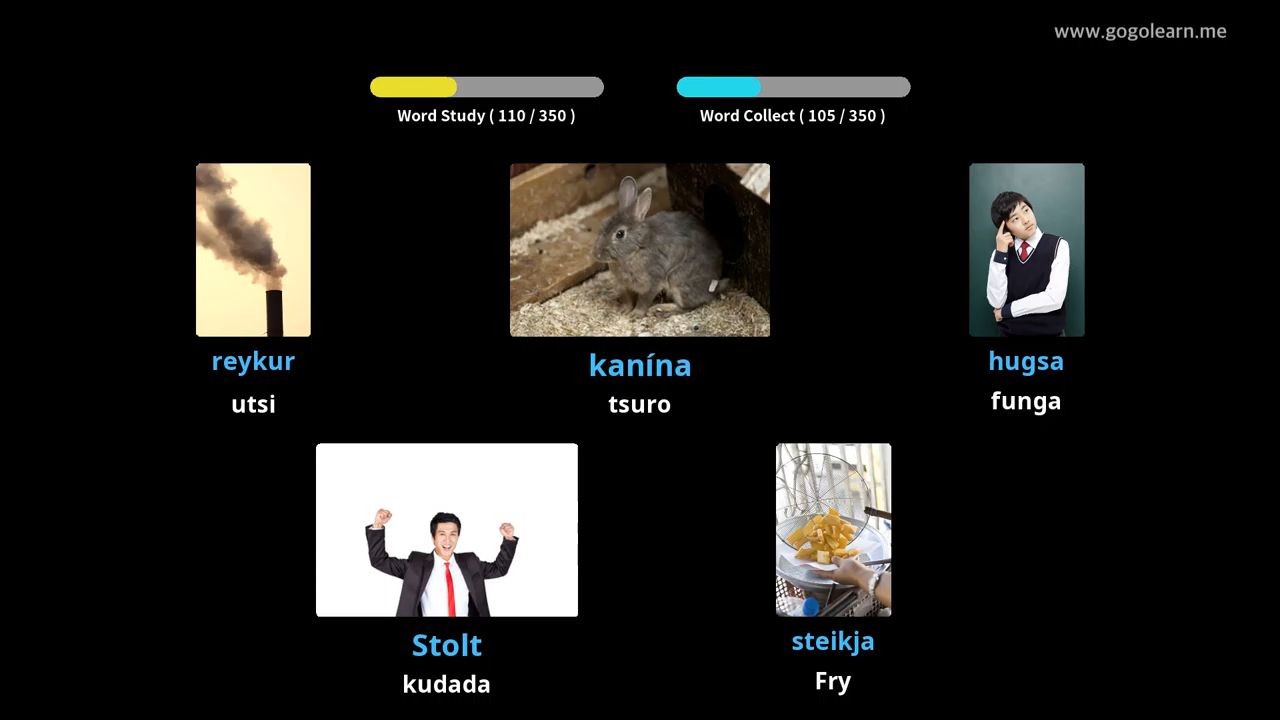 www.gogolearn.me
Word Study ( 110 / 350 )
Word Collect ( 105 / 350 )
reykur
utsi
kanína
tsuro
hugsa
funga
Stolt
kudada
steikja
Fry